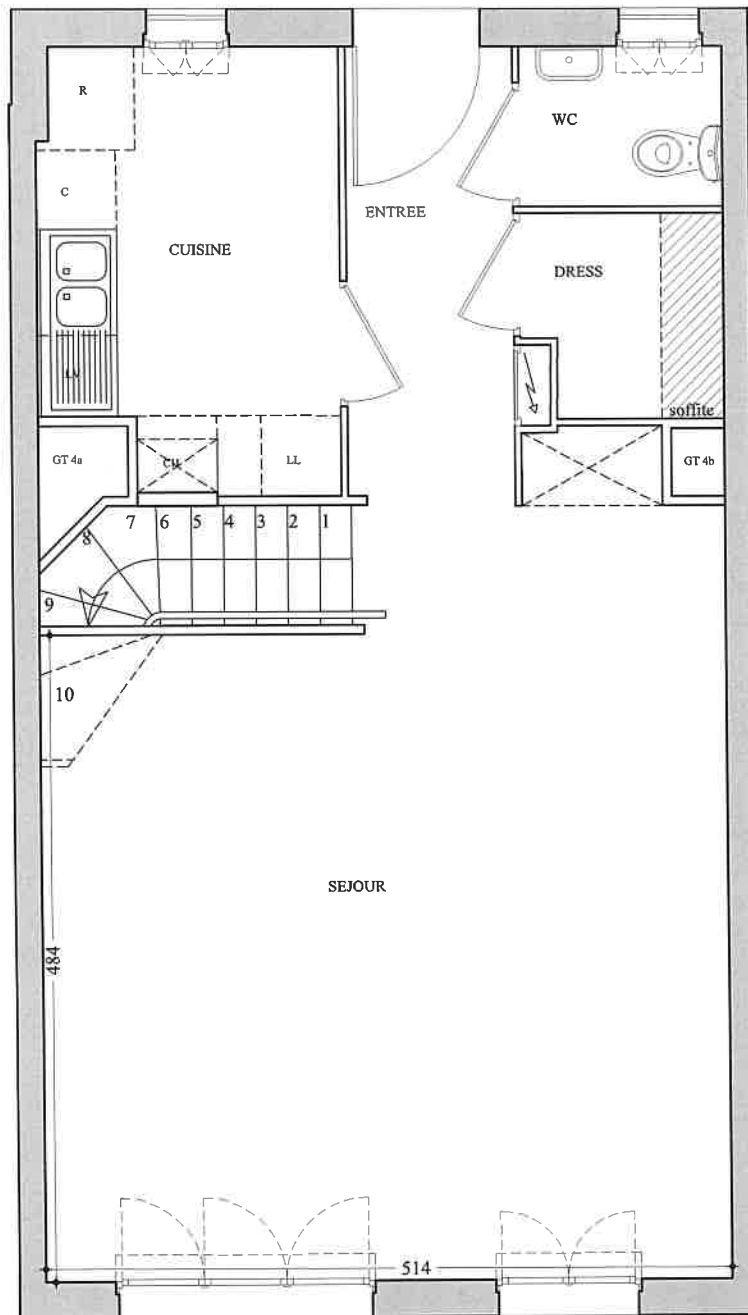 R
WC
C
ENTREE
CUISINE
DRESS
LV
soffite
GT 4a
CH
LL
GT 4b
7 6 5 4 3 2 1
8
9
10
SEJOUR
484
514